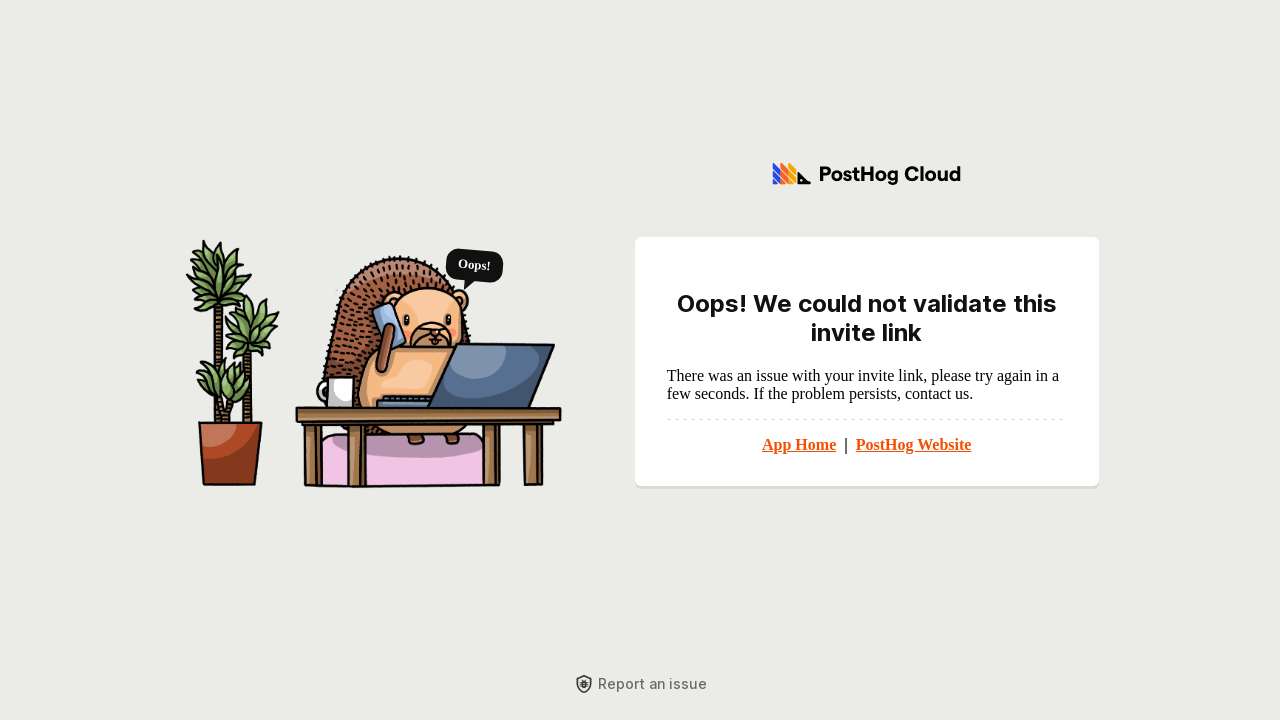 PostHog Cloud
Oops!
Oops! We could not validate this
invite link
There was an issue with your invite link, please try again in a
few seconds. If the problem persists, contact us.
App Home | PostHog Website
Report an issue